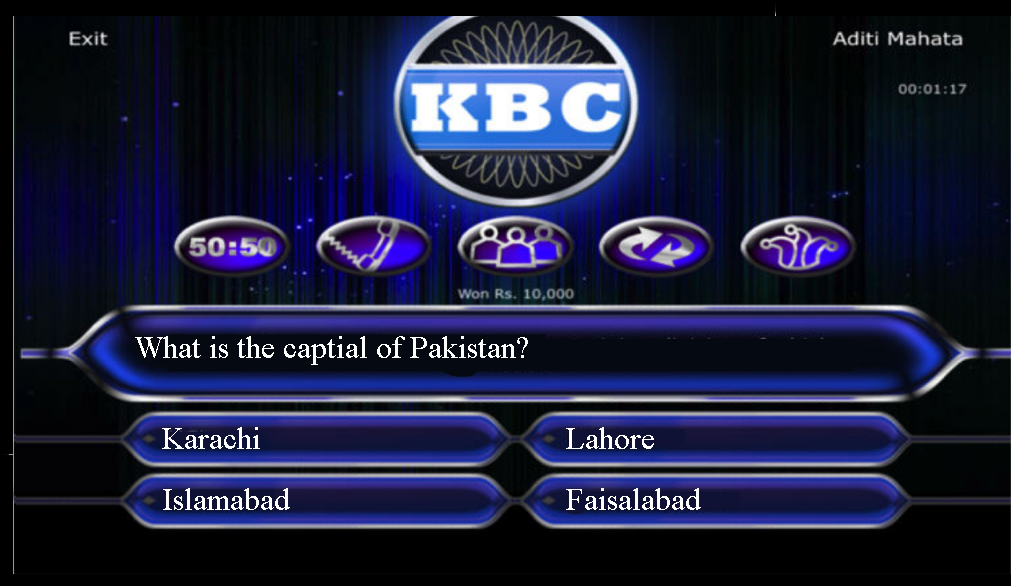 Exit
Aditi Mahata
00:01:17
KBC
50:50
Won Rs. 10,000
What is the captial of Pakistan?
Karachi
Lahore
Islamabad
Faisalabad